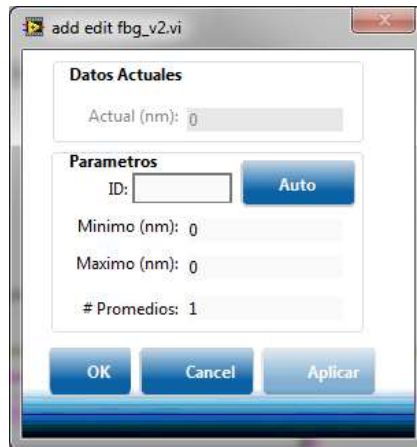 add edit fbg_v2.vi
Datos Actuales
Actual (nm): 0
Parametros
ID:
Auto
Minimo (nm): 0
Maximo (nm): 0
# Promedios: 1
OK Cancel Aplicar